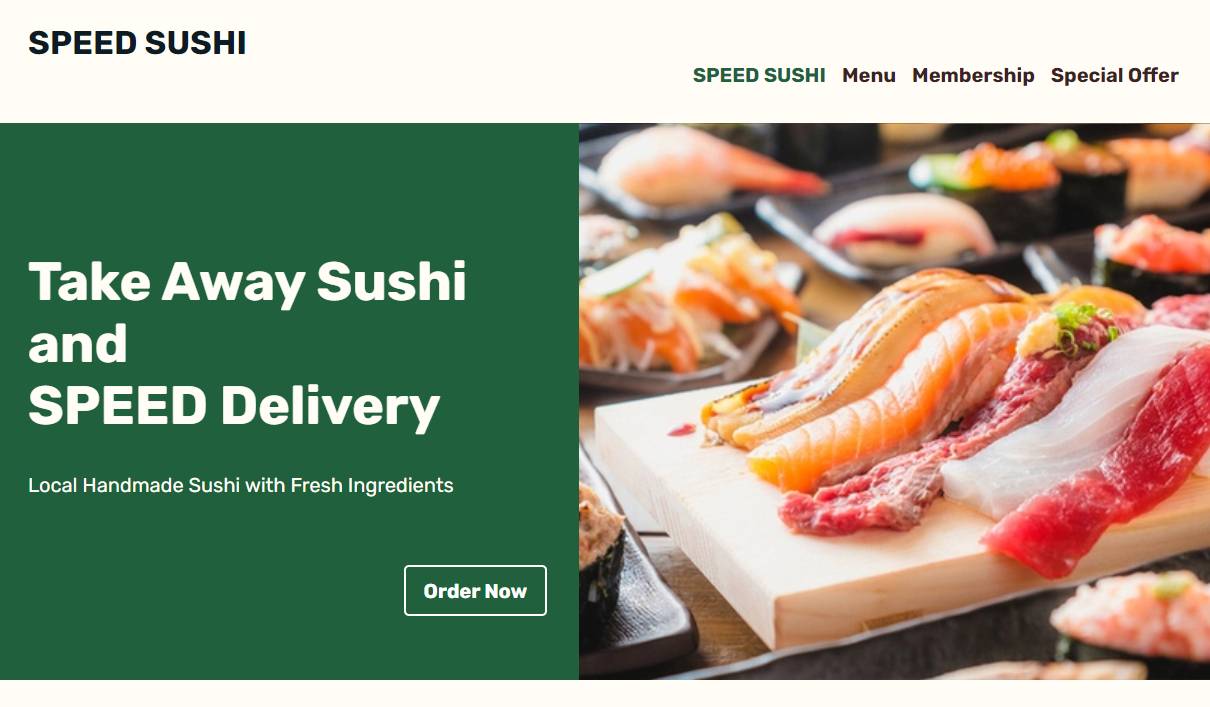 SPEED SUSHI
SPEED SUSHI Menu Membership Special Offer
Take Away Sushi
and
SPEED Delivery
Local Handmade Sushi with Fresh Ingredients
Order Now